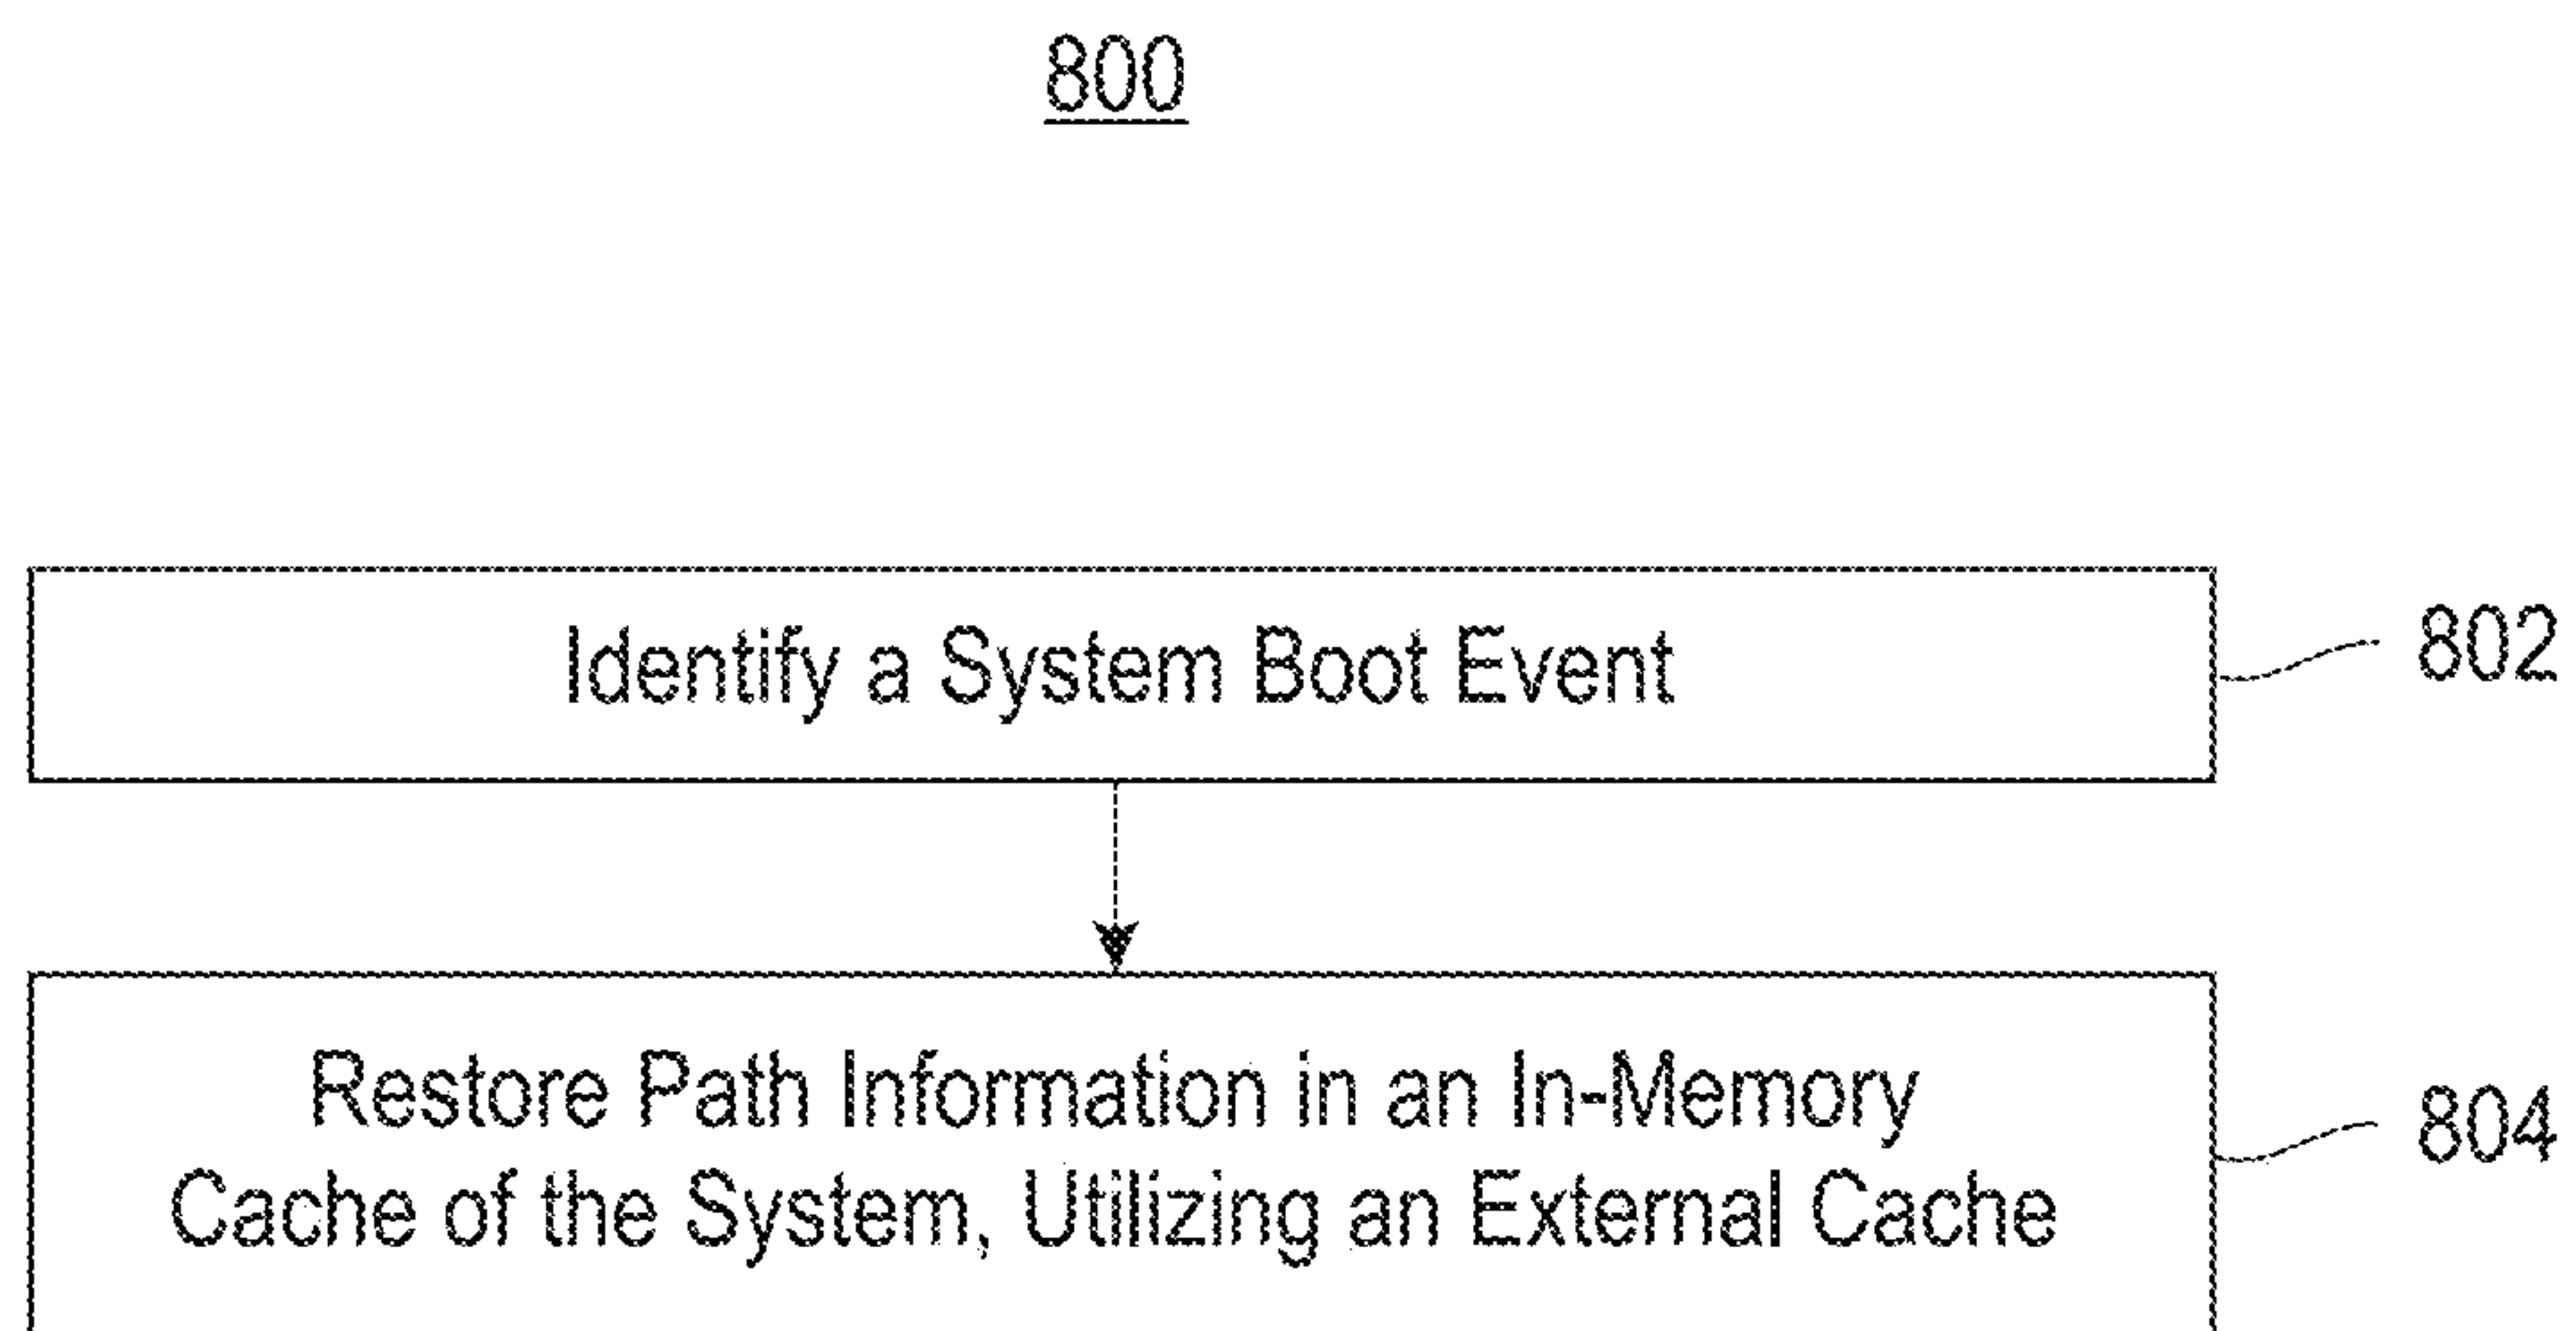 800
Identify a System Boot Event
802
Restore Path Information in an In-Memory
Cache of the System, Utilizing an External Cache
804